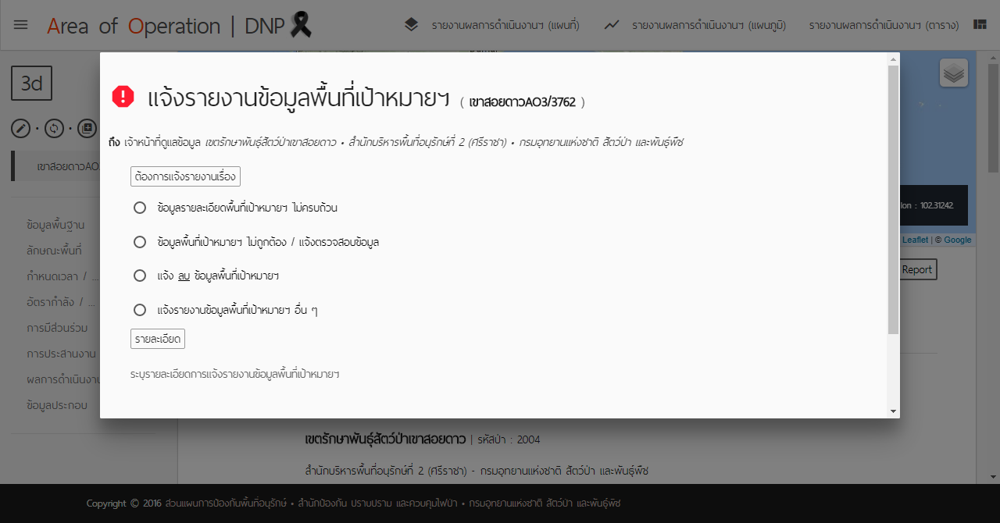 Area of Operation | DNP
รายงานผลการดำเนินงานฯ (แผนที่)
รายงานผลการดำเนินงานฯ (แผนภูมิ)
รายงานผลการดำเนินงานฯ (ตาราง)
3d
เขาสอยดาวAO
ข้อมูลพื้นฐาน
ลักษณะพื้นที่
กำหนดเวลา / ...
อัตรากำลัง / ...
การมีส่วนร่วม
การประสานงาน
ผลการดำเนินงาน
ข้อมูลประกอบ
แจ้งรายงานข้อมูลพื้นที่เป้าหมายฯ ( เขาสอยดาวAO3/3762 )
ถึง เจ้าหน้าที่ดูแลข้อมูล เขตรักษาพันธุ์สัตว์ป่าเขาสอยดาว • สำนักบริหารพื้นที่อนุรักษ์ที่ 2 (ศรีราชา) • กรมอุทยานแห่งชาติ สัตว์ป่า และพันธุ์พืช
ต้องการแจ้งรายงานเรื่อง
ข้อมูลรายละเอียดพื้นที่เป้าหมายฯ ไม่ครบถ้วน
ข้อมูลพื้นที่เป้าหมายฯ ไม่ถูกต้อง / แจ้งตรวจสอบข้อมูล
แจ้ง ลบ ข้อมูลพื้นที่เป้าหมายฯ
แจ้งรายงานข้อมูลพื้นที่เป้าหมายฯ อื่น ๆ
รายละเอียด
ระบุรายละเอียดการแจ้งรายงานข้อมูลพื้นที่เป้าหมายฯ
lon : 102.31242
Leaflet | © Google
Report
เขตรักษาพันธุ์สัตว์ป่าเขาสอยดาว | รหัสป่า : 2004
สำนักบริหารพื้นที่อนุรักษ์ที่ 2 (ศรีราชา) - กรมอุทยานแห่งชาติ สัตว์ป่า และพันธุ์พืช
Copyright © 2016 ส่วนแผนการป้องกันพื้นที่อนุรักษ์ • สำนักป้องกัน ปราบปราม และควบคุมไฟป่า • กรมอุทยานแห่งชาติ สัตว์ป่า และพันธุ์พืช